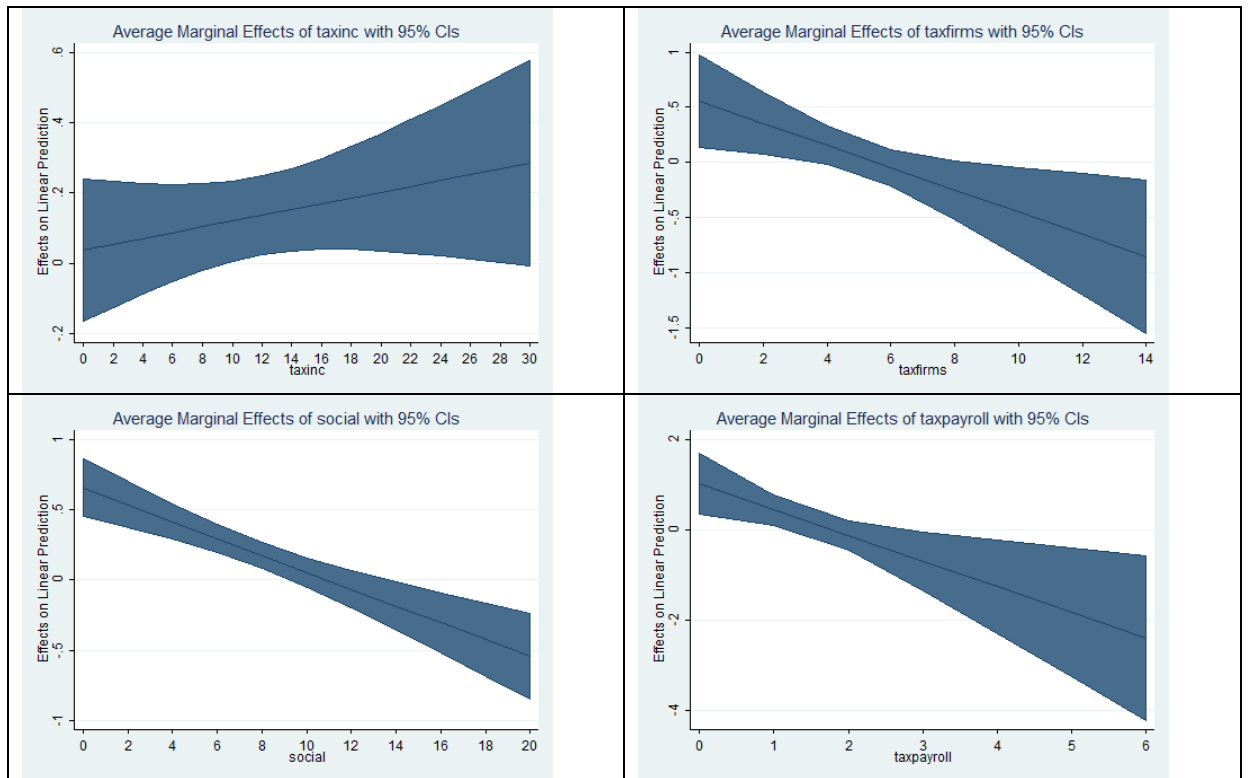 Average Marginal Effects of taxinc with 95% CIs
Effects on Linear Prediction
.6
.4
.2
0
-.2
0 2 4 6 8 10 12 14 16 18 20 22 24 26 28 30
taxinc
Average Marginal Effects of taxfirms with 95% CIs
Effects on Linear Prediction
1
.5
0
-.5
-1
-1.5
0 2 4 6 8 10 12 14
taxfirms
Average Marginal Effects of social with 95% CIs
Effects on Linear Prediction
1
.5
0
-.5
-1
0 2 4 6 8 10 12 14 16 18 20
social
Average Marginal Effects of taxpayroll with 95% CIs
Effects on Linear Prediction
2
0
-2
-4
0 1 2 3 4 5 6
taxpayroll